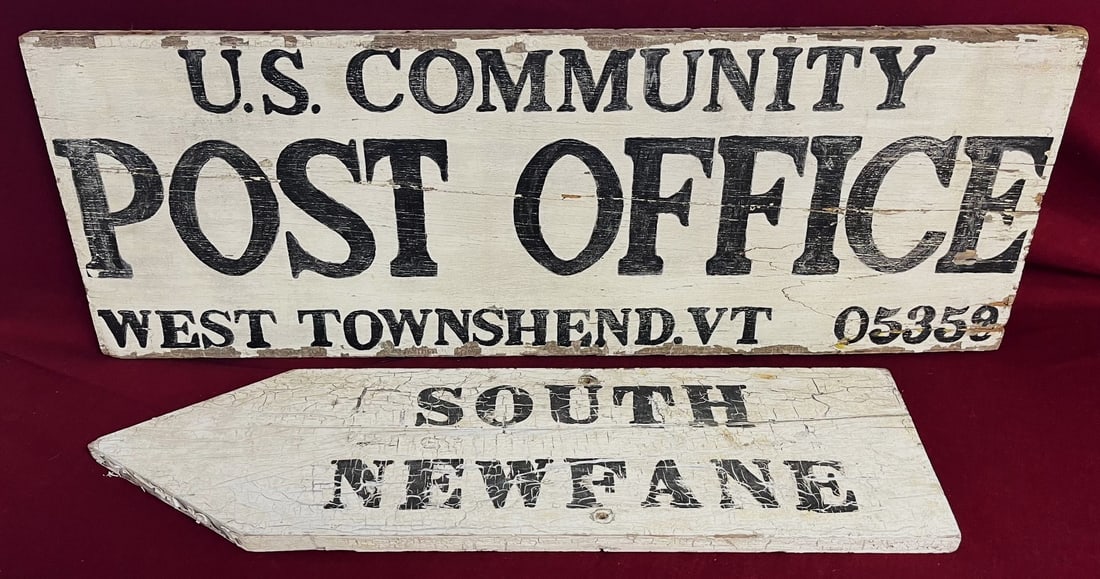 U.S. COMMUNITY
POST OFFICE
WEST TOWNSHEND.VT 05359
SOUTH
NEWFANE